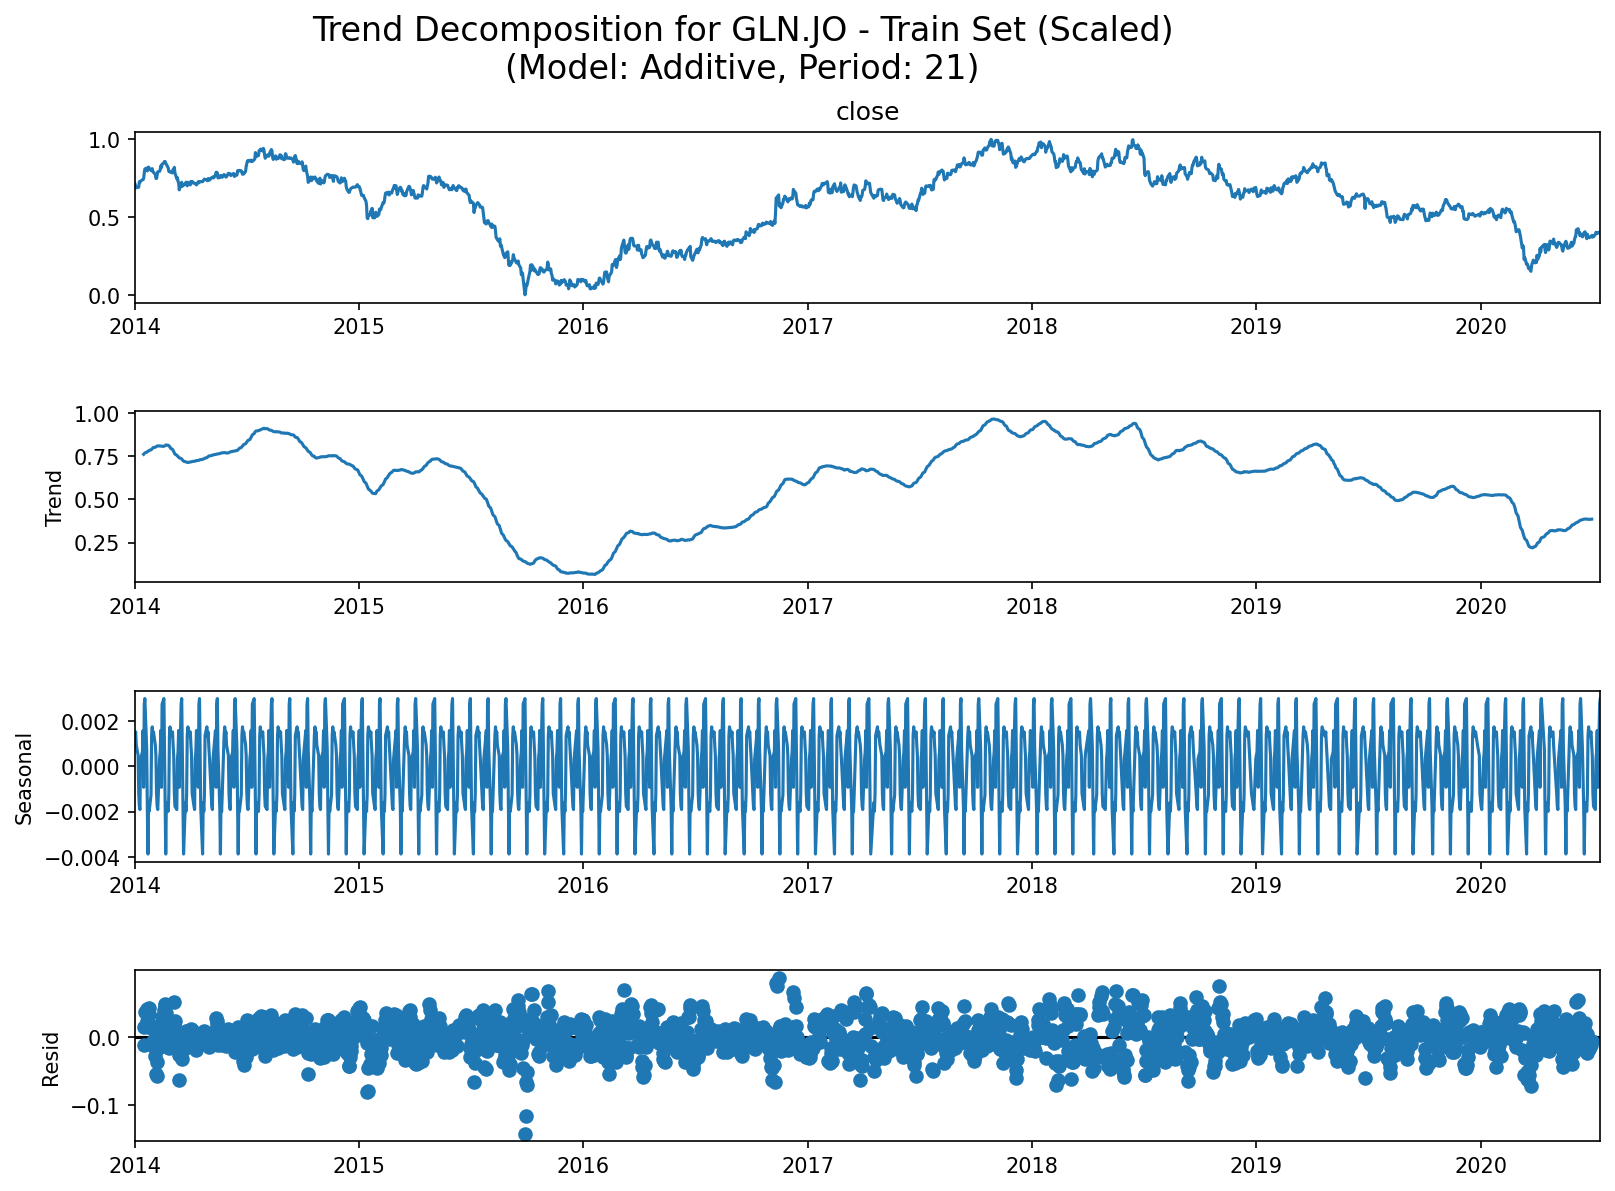 Trend Decomposition for GLN.JO - Train Set (Scaled)
(Model: Additive, Period: 21)
close
1.0
0.5
0.0
2014 2015 2016 2017 2018 2019 2020
Trend
1.00
0.75
0.50
0.25
2014 2015 2016 2017 2018 2019 2020
Seasonal
0.002
0.000
−0.002
−0.004
2014 2015 2016 2017 2018 2019 2020
Resid
0.0
−0.1
2014 2015 2016 2017 2018 2019 2020